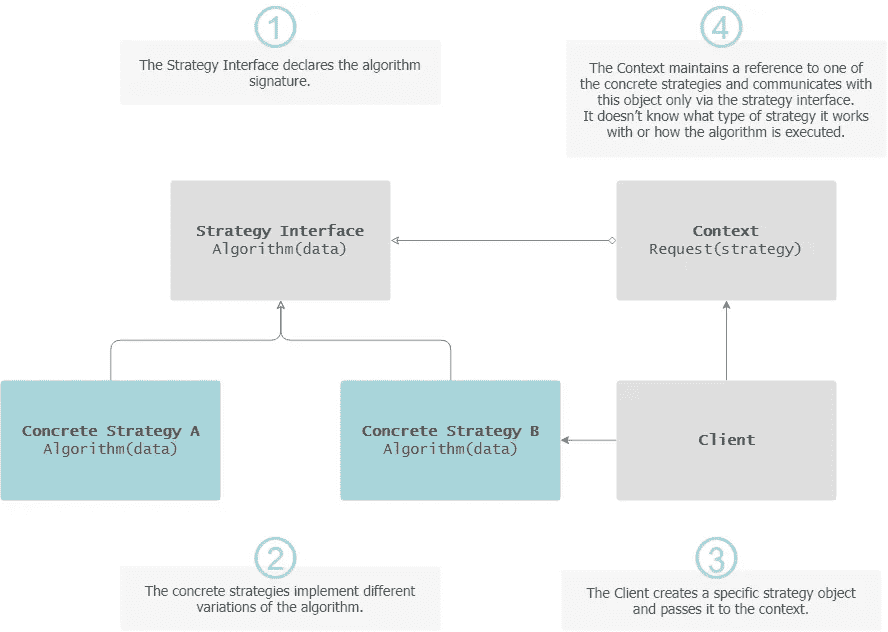 1
The Strategy Interface declares the algorithm
signature.
4
The Context maintains a reference to one of
the concrete strategies and communicates with
this object only via the strategy interface.
It doesn’t know what type of strategy it works
with or how the algorithm is executed.
Strategy Interface
Algorithm(data)
Context
Request(strategy)
Concrete Strategy A
Algorithm(data)
Concrete Strategy B
Algorithm(data)
Client
2
The concrete strategies implement different
variations of the algorithm.
3
The Client creates a specific strategy object
and passes it to the context.